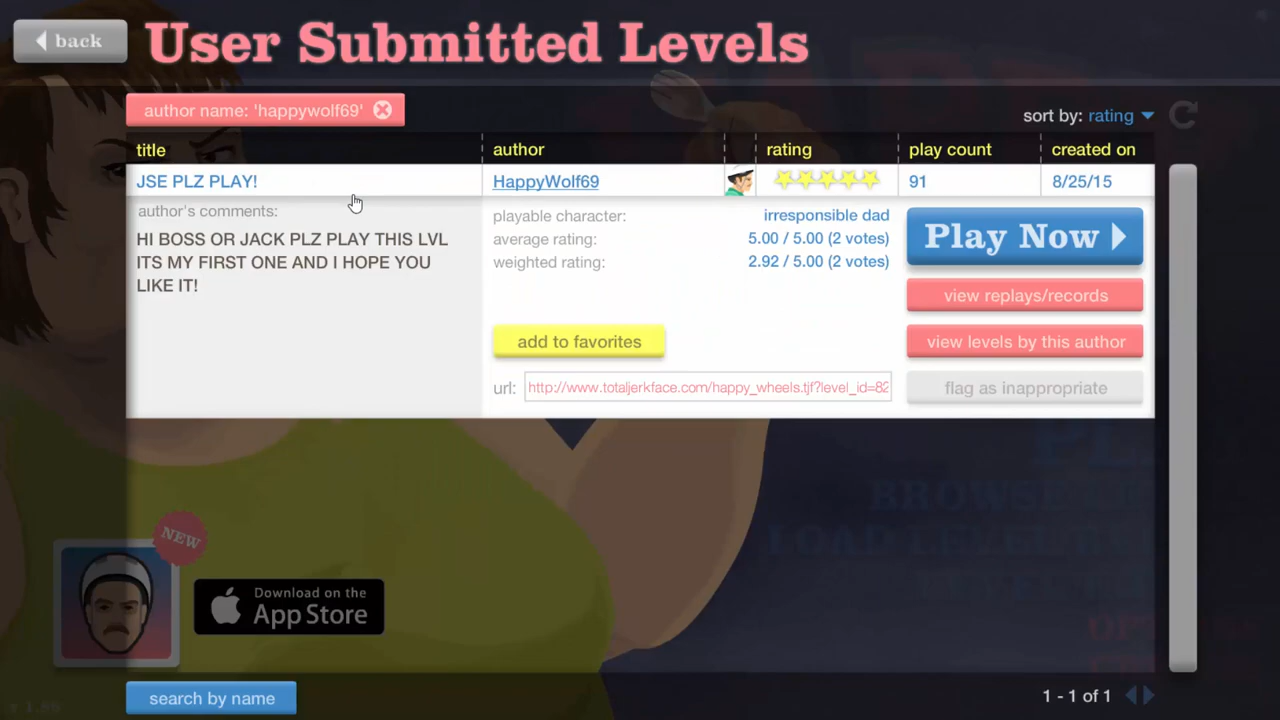 back
User Submitted Levels
author name: 'happywolf69'
sort by: rating
title author rating play count created on
JSE PLZ PLAY! HappyWolf69 91 8/25/15
author's comments:
HI BOSS OR JACK PLZ PLAY THIS LVL
ITS MY FIRST ONE AND I HOPE YOU
LIKE IT!
playable character: irresponsible dad
average rating: 5.00 / 5.00 (2 votes)
weighted rating: 2.92 / 5.00 (2 votes)
add to favorites
url: http://www.totaljerkface.com/happy_wheels.tjf?level_id=82
Play Now
view replays/records
view levels by this author
flag as inappropriate
NEW
Download on the
App Store
search by name
1 - 1 of 1
v 1.89